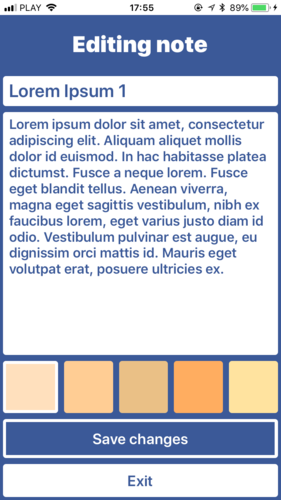 PLAY 17:55 89%
Editing note
Lorem Ipsum 1
Lorem ipsum dolor sit amet, consectetur
adipiscing elit. Aliquam aliquet mollis
dolor id euismod. In hac habitasse platea
dictumst. Fusce a neque lorem. Fusce
eget blandit tellus. Aenean viverra,
magna eget sagittis vestibulum, nibh ex
faucibus lorem, eget varius justo diam id
odio. Vestibulum pulvinar est augue, eu
dignissim orci mattis id. Mauris eget
volutpat erat, posuere ultricies ex.
Save changes
Exit